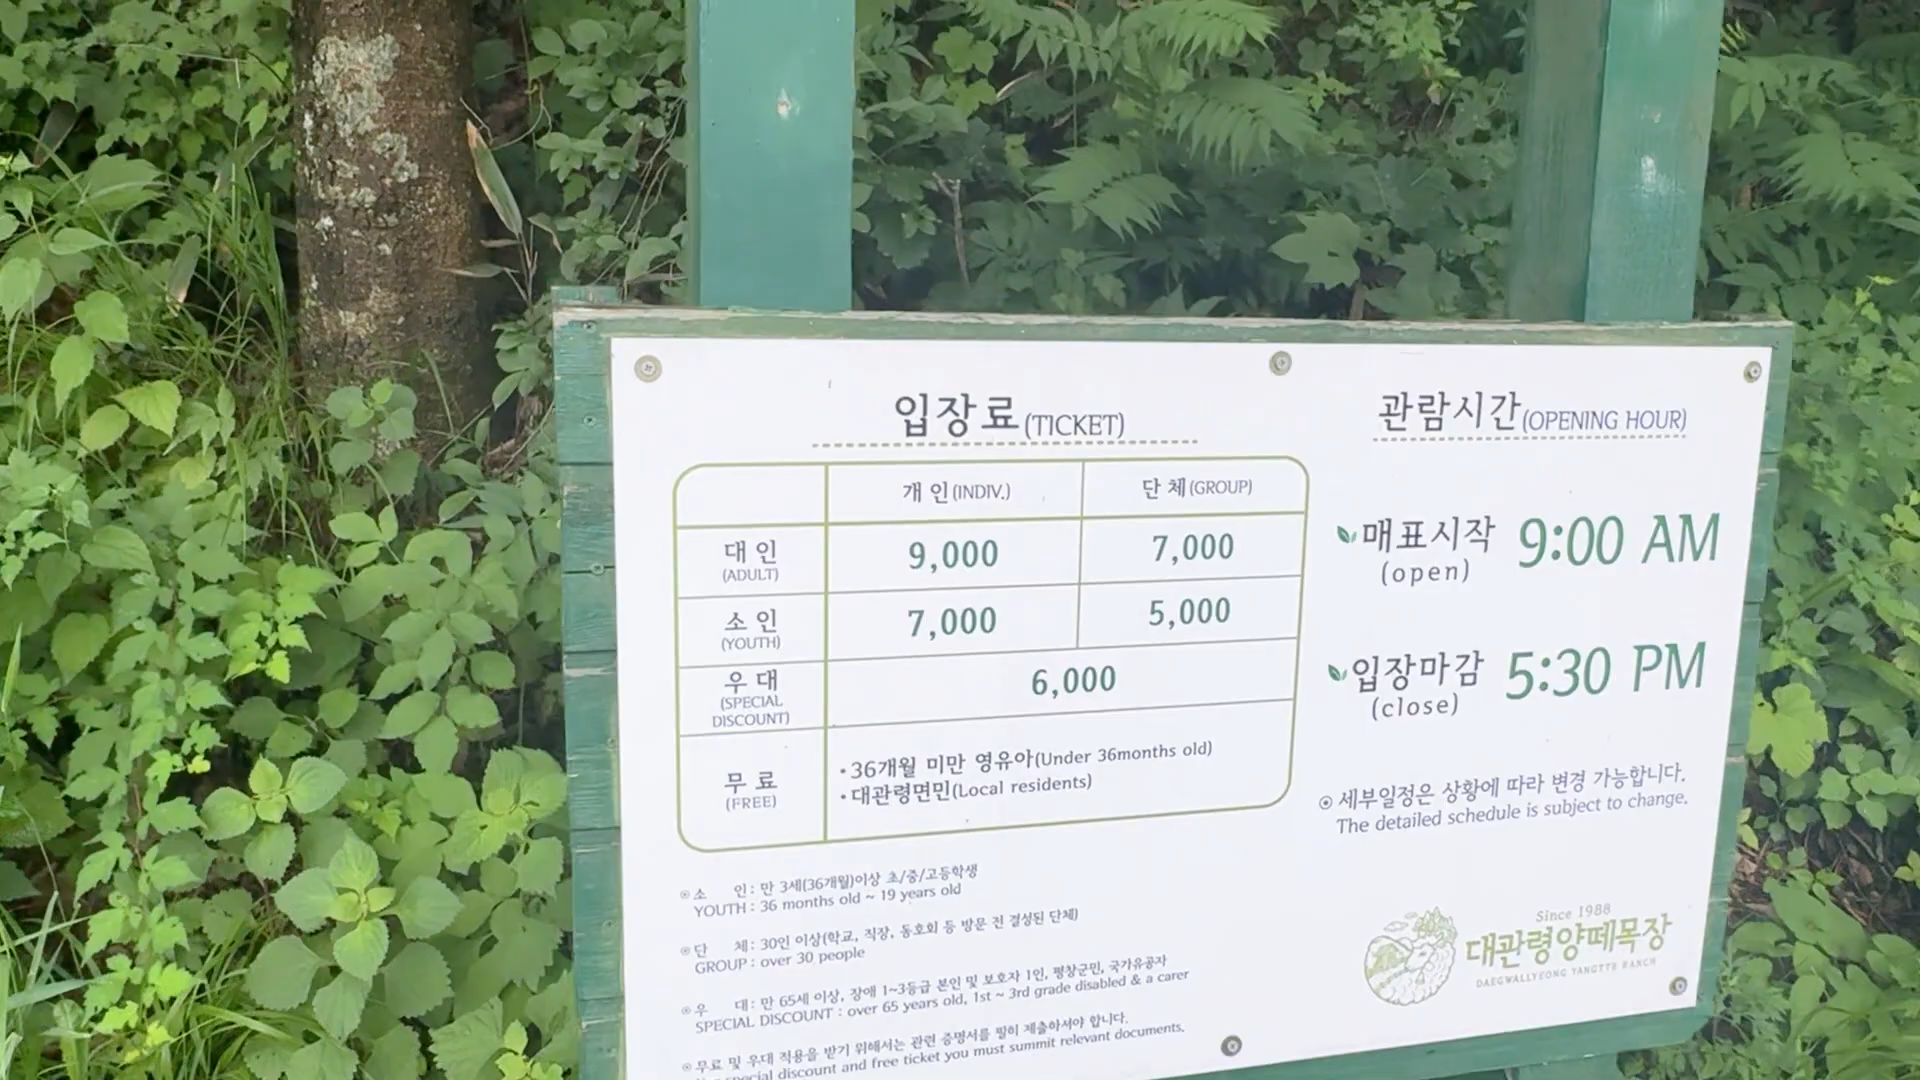 입장료(TICKET)
개 인(INDIV.) 단 체(GROUP)
대 인 9,000 7,000
(ADULT)
소 인 7,000 5,000
(YOUTH)
우 대 6,000
(SPECIAL
DISCOUNT)
무 료
(FREE)
• 36개월 미만 영유아(Under 36months old)
• 대관령면민(Local residents)
⊙ 소 인 : 만 3세(36개월)이상 초/중/고등학생
YOUTH : 36 months old ~ 19 years old
⊙ 단 체 : 30인 이상(학교, 직장, 동호회 등 방문 전 결성된 단체)
GROUP : over 30 people
⊙ 우 대 : 만 65세 이상, 장애 1~3등급 본인 및 보호자 1인, 평창군민, 국가유공자
SPECIAL DISCOUNT : over 65 years old, 1st ~ 3rd grade disabled & a carer
⊙ 무료 및 우대 적용을 받기 위해서는 관련 증명서를 필히 제출하셔야 합니다.
special discount and free ticket you must summit relevant documents.
관람시간(OPENING HOUR)
매표시작 9:00 AM
(open)
입장마감 5:30 PM
(close)
⊙ 세부일정은 상황에 따라 변경 가능합니다.
The detailed schedule is subject to change.
Since 1988
대관령양떼목장
DAEGWALLYEONG YANGTTE RANCH